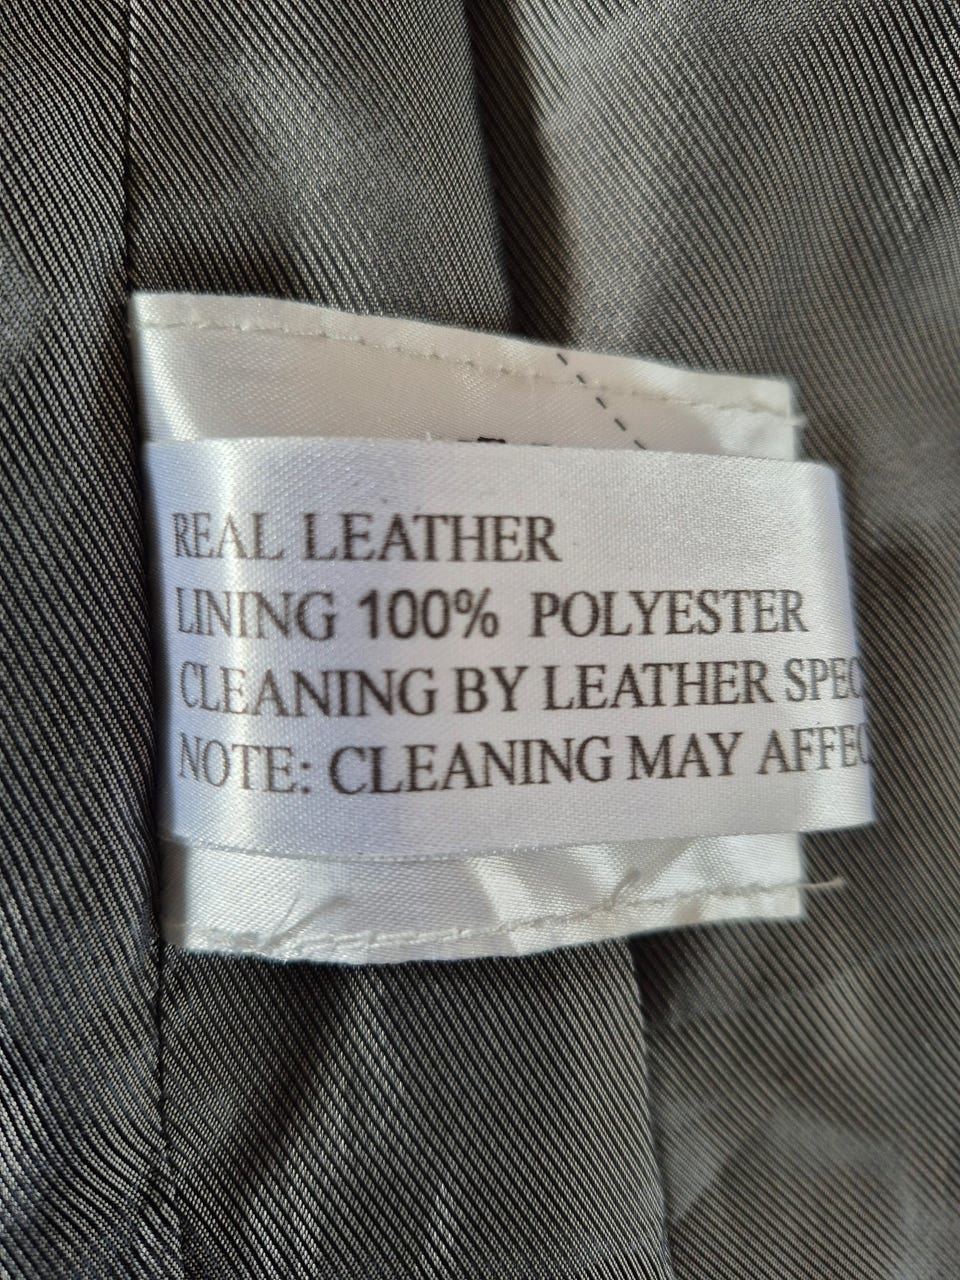 REAL LEATHER
LINING 100% POLYESTER
CLEANING BY LEATHER SPEC
NOTE: CLEANING MAY AFFEC